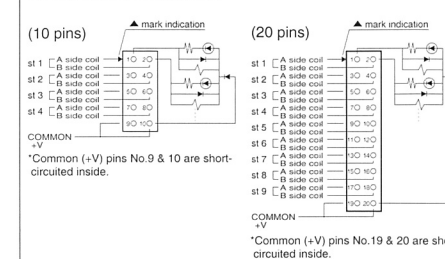 (10 pins)
▲ mark indication
st 1 A side coil
B side coil
1 2
st 2 A side coil
B side coil
3 4
st 3 A side coil
B side coil
5 6
st 4 A side coil
B side coil
7 8
9 10
COMMON
+V
*Common (+V) pins No.9 & 10 are short-
circuited inside.
(20 pins)
▲ mark indication
st 1 A side coil
B side coil
1 2
st 2 A side coil
B side coil
3 4
st 3 A side coil
B side coil
5 6
st 4 A side coil
B side coil
7 8
st 5 A side coil
B side coil
9 10
st 6 A side coil
B side coil
11 12
st 7 A side coil
B side coil
13 14
st 8 A side coil
B side coil
15 16
st 9 A side coil
B side coil
17 18
19 20
COMMON
+V
*Common (+V) pins No.19 & 20 are sho
circuited inside.